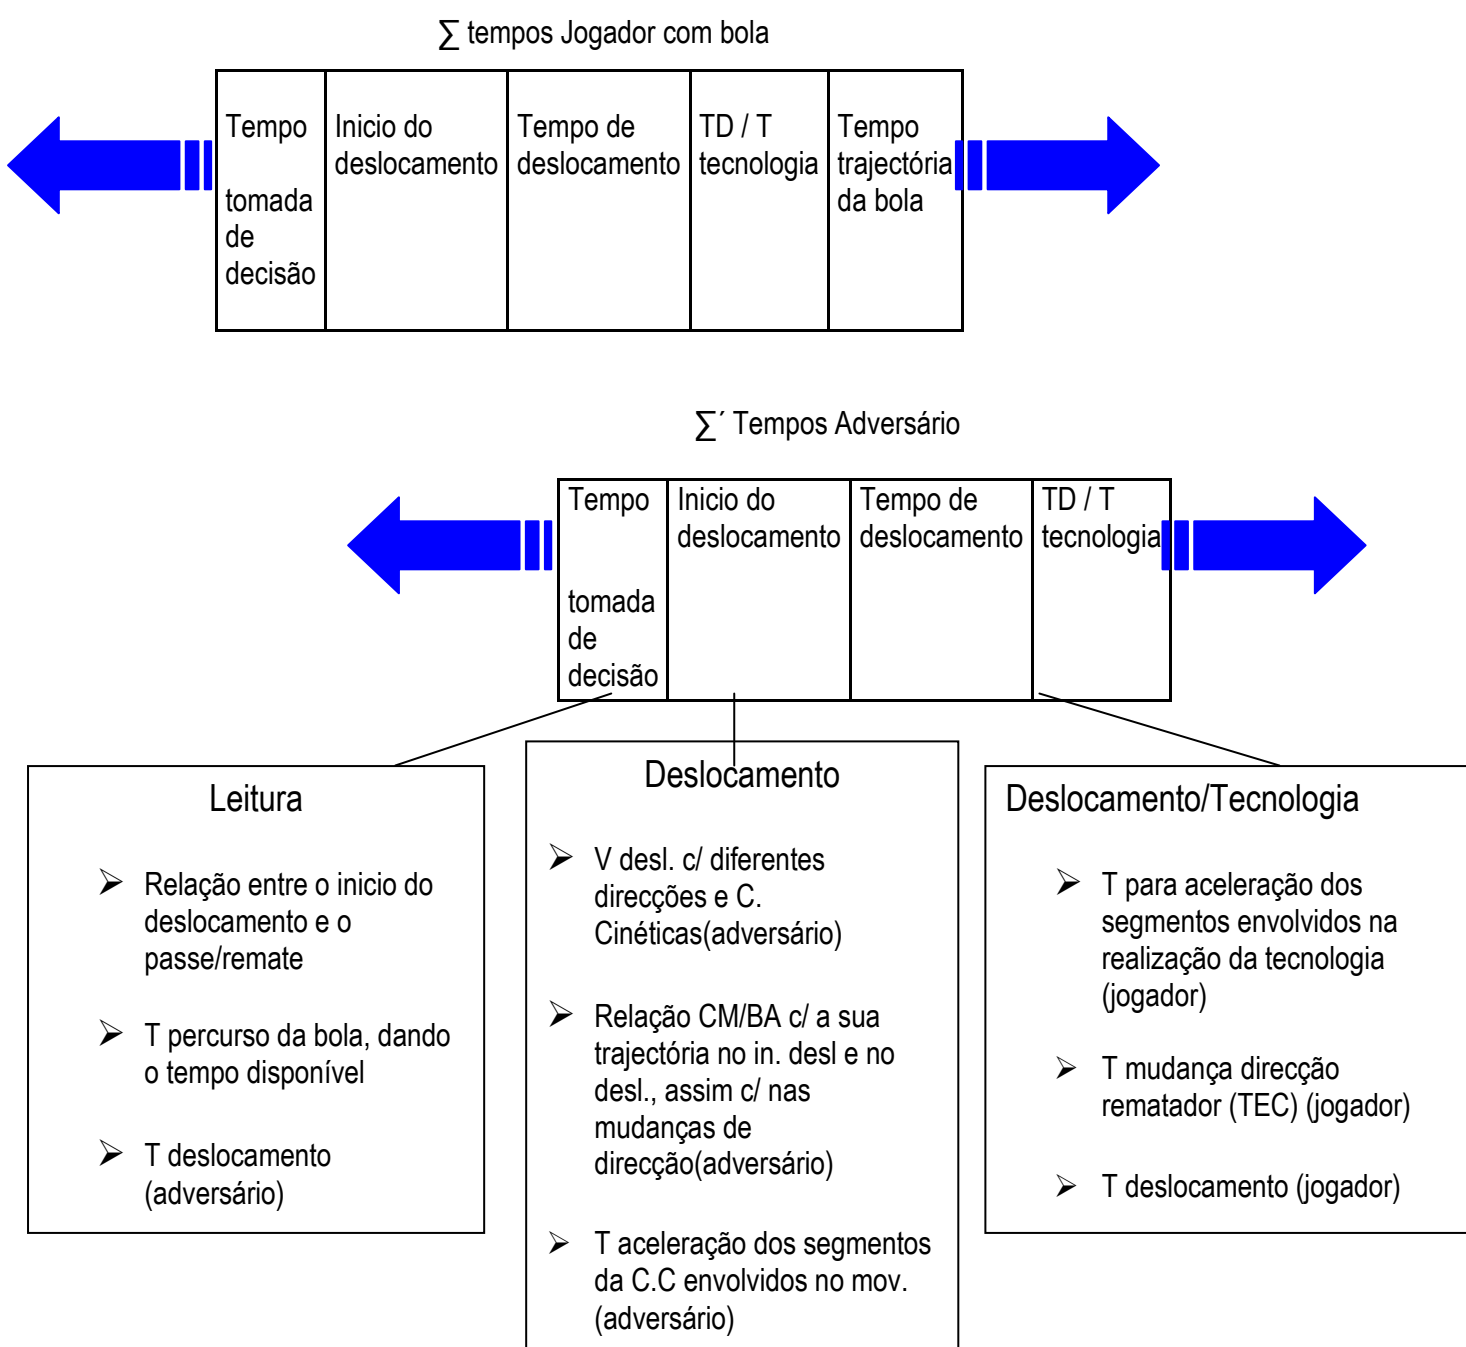 ∑ tempos Jogador com bola
Tempo
tomada
de
decisão
Inicio do
deslocamento
Tempo de
deslocamento
TD / T
tecnologia
Tempo
trajectória
da bola
∑´ Tempos Adversário
Tempo
tomada
de
decisão
Inicio do
deslocamento
Tempo de
deslocamento
TD / T
tecnologia
Leitura
➢ Relação entre o inicio do
deslocamento e o
passe/remate
➢ T percurso da bola, dando
o tempo disponível
➢ T deslocamento
(adversário)
Deslocamento
➢ V desl. c/ diferentes
direcções e C.
Cinéticas(adversário)
➢ Relação CM/BA c/ a sua
trajectória no in. desl e no
desl., assim c/ nas
mudanças de
direcção(adversário)
➢ T aceleração dos segmentos
da C.C envolvidos no mov.
(adversário)
Deslocamento/Tecnologia
➢ T para aceleração dos
segmentos envolvidos na
realização da tecnologia
(jogador)
➢ T mudança direcção
rematador (TEC) (jogador)
➢ T deslocamento (jogador)